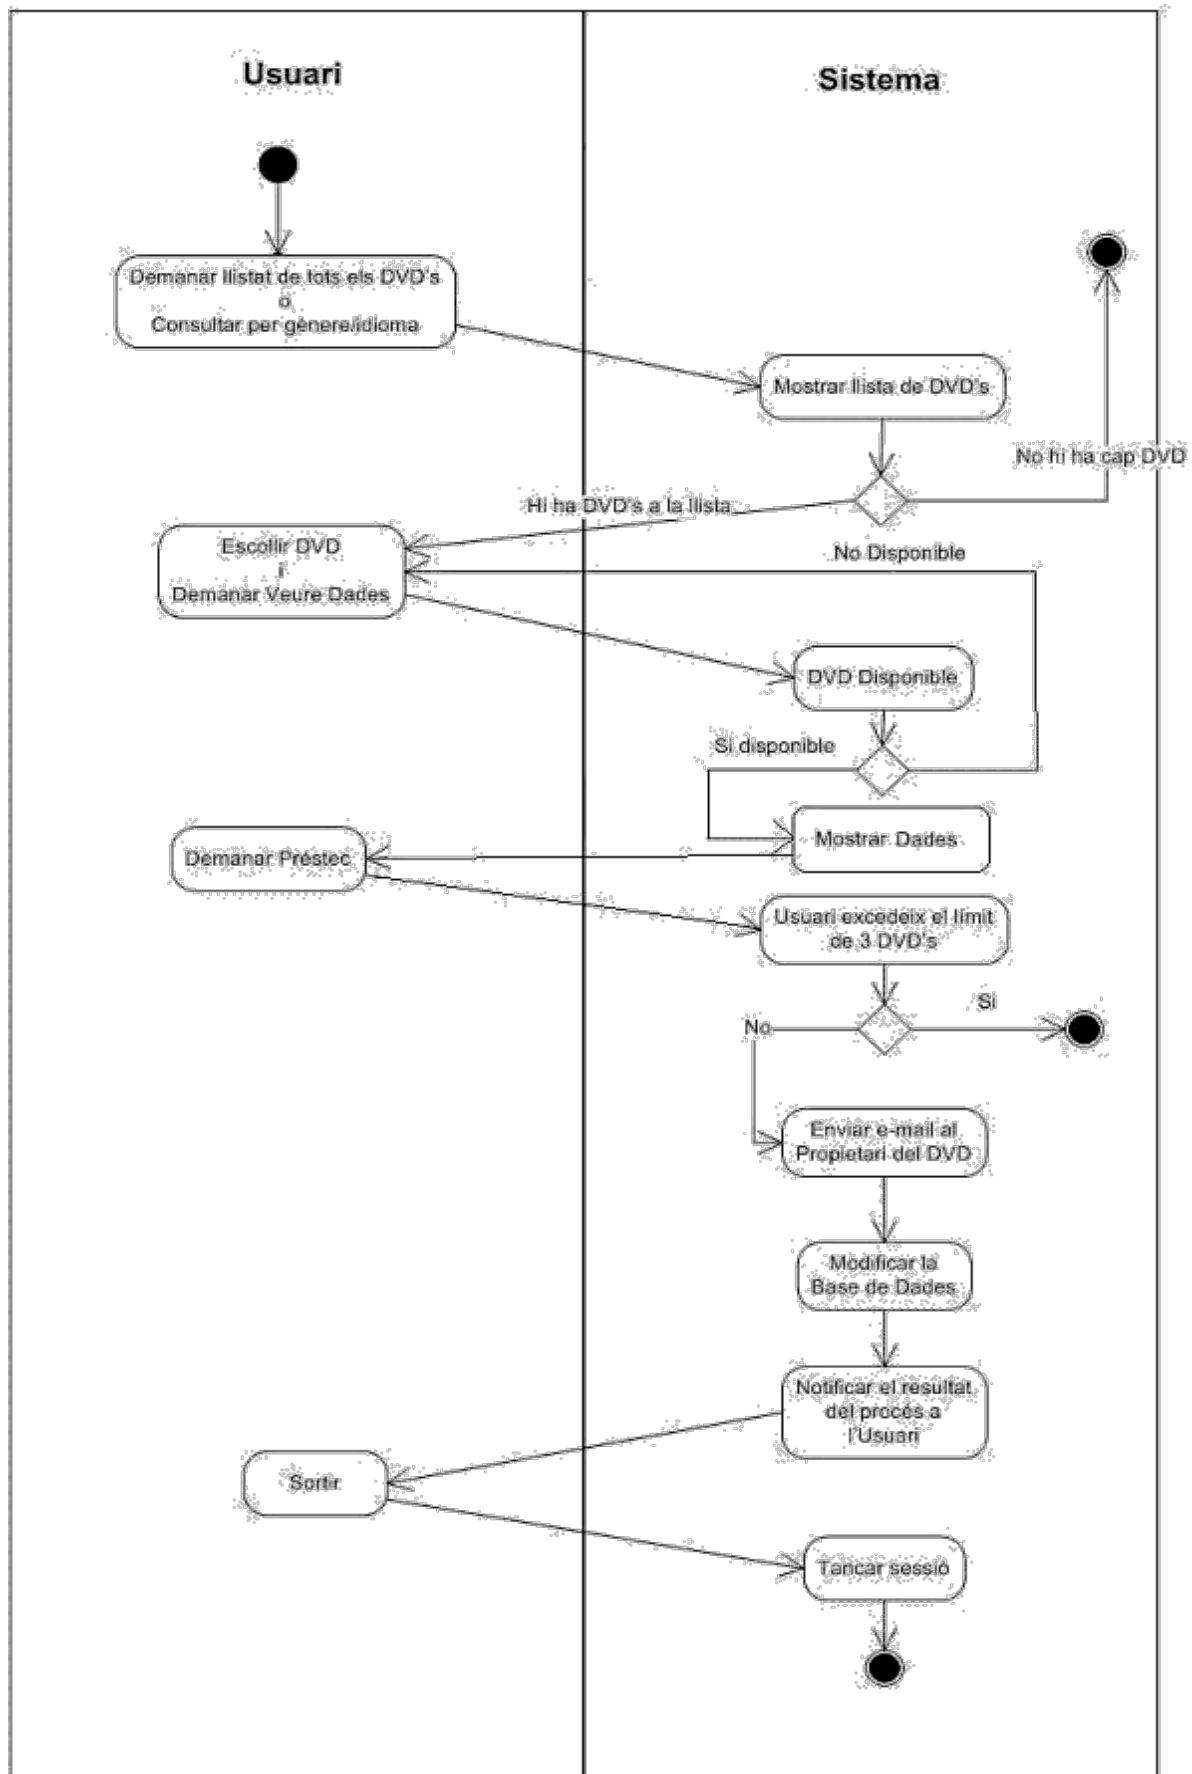 Usuari
Sistema
Demanar llistat de tots els DVD's
o
Consultar per gènere/idioma
Mostrar llista de DVD's
No hi ha cap DVD
Hi ha DVD's a la llista
Escollir DVD
i
Demanar Veure Dades
No Disponible
DVD Disponible
Si disponible
Mostrar Dades
Demanar Préstec
Usuari excedeix el límit
de 3 DVD's
Si
No
Enviar e-mail al
Propietari del DVD
Modificar la
Base de Dades
Notificar el resultat
del procés a
l'Usuari
Sortir
Tancar sessió